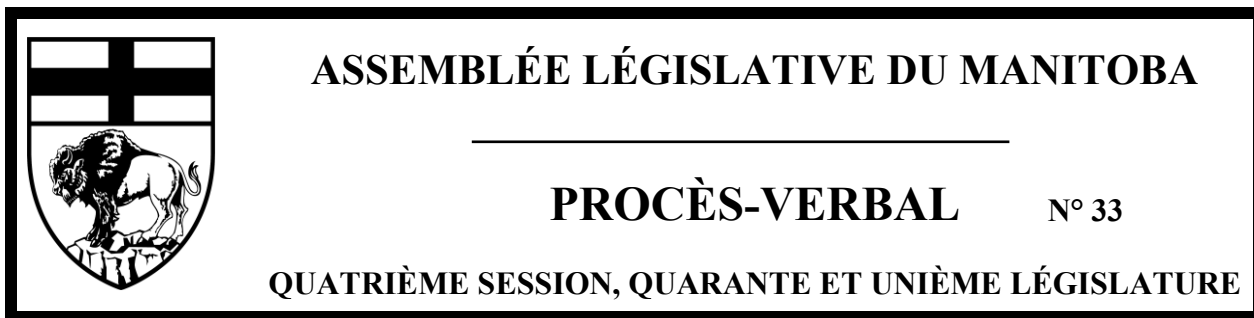 ASSEMBLÉE LÉGISLATIVE DU MANITOBA
PROCÈS-VERBAL N° 33
QUATRIÈME SESSION, QUARANTE ET UNIÈME LÉGISLATURE